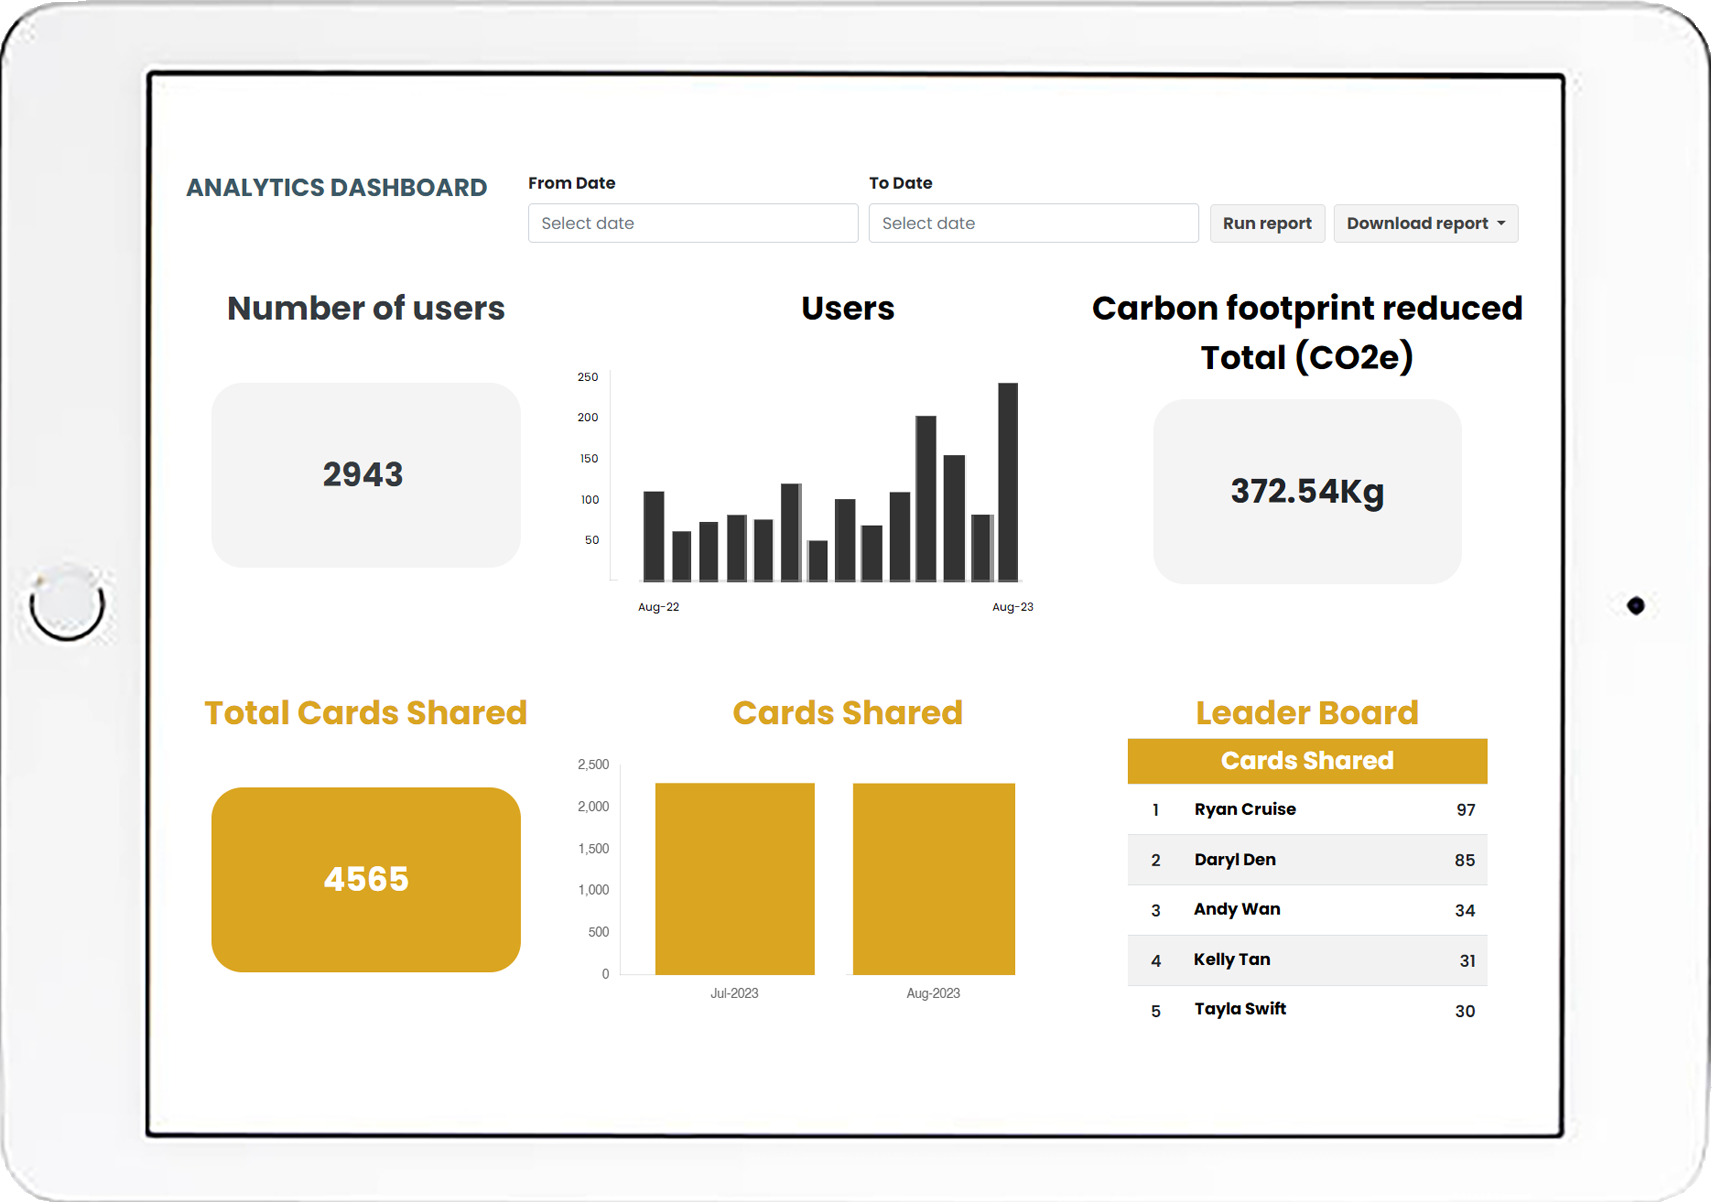 ANALYTICS DASHBOARD
From Date
To Date
Select date
Select date
Run report
Download report
Number of users
2943
Users
250
200
150
100
50
Aug-22
Aug-23
Carbon footprint reduced
Total (CO2e)
372.54Kg
Total Cards Shared
4565
Cards Shared
2,500
2,000
1,500
1,000
500
0
Jul-2023
Aug-2023
Leader Board
Cards Shared
1 Ryan Cruise 97
2 Daryl Den 85
3 Andy Wan 34
4 Kelly Tan 31
5 Tayla Swift 30